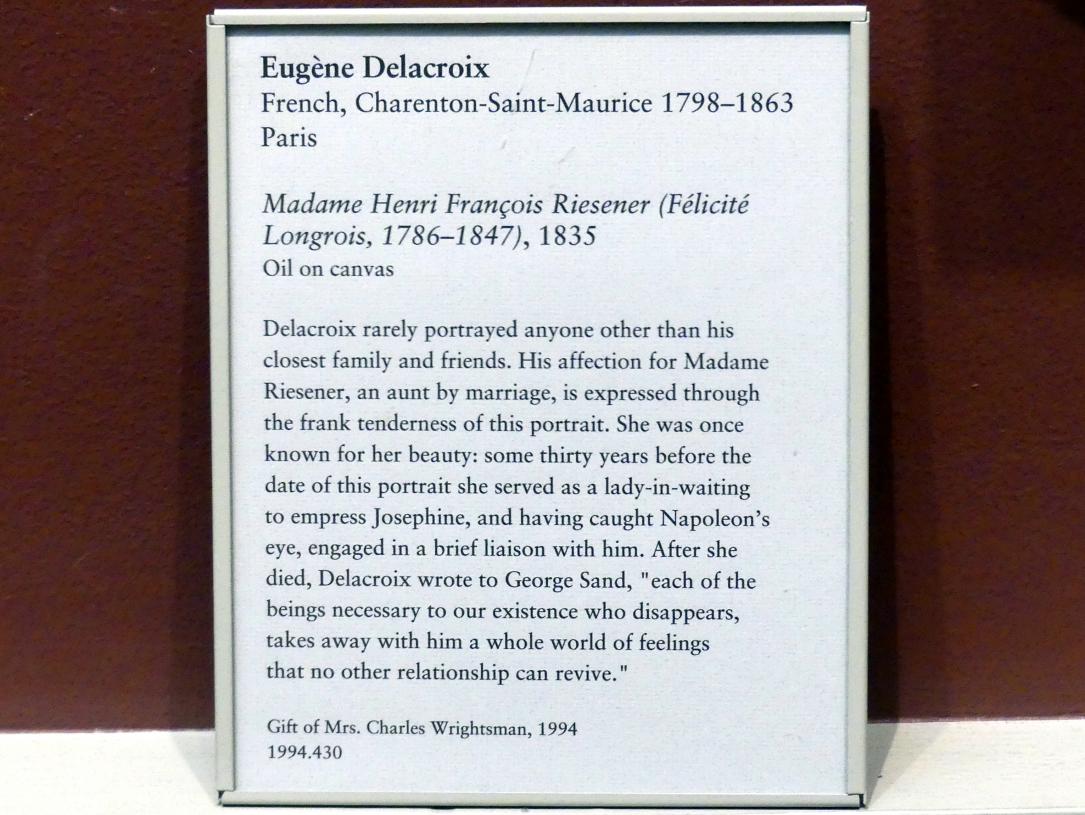 Eugène Delacroix
French, Charenton-Saint-Maurice 1798–1863
Paris
Madame Henri François Riesener (Félicité
Longrois, 1786–1847), 1835
Oil on canvas
Delacroix rarely portrayed anyone other than his
closest family and friends. His affection for Madame
Riesener, an aunt by marriage, is expressed through
the frank tenderness of this portrait. She was once
known for her beauty: some thirty years before the
date of this portrait she served as a lady-in-waiting
to empress Josephine, and having caught Napoleon’s
eye, engaged in a brief liaison with him. After she
died, Delacroix wrote to George Sand, "each of the
beings necessary to our existence who disappears,
takes away with him a whole world of feelings
that no other relationship can revive."
Gift of Mrs. Charles Wrightsman, 1994
1994.430